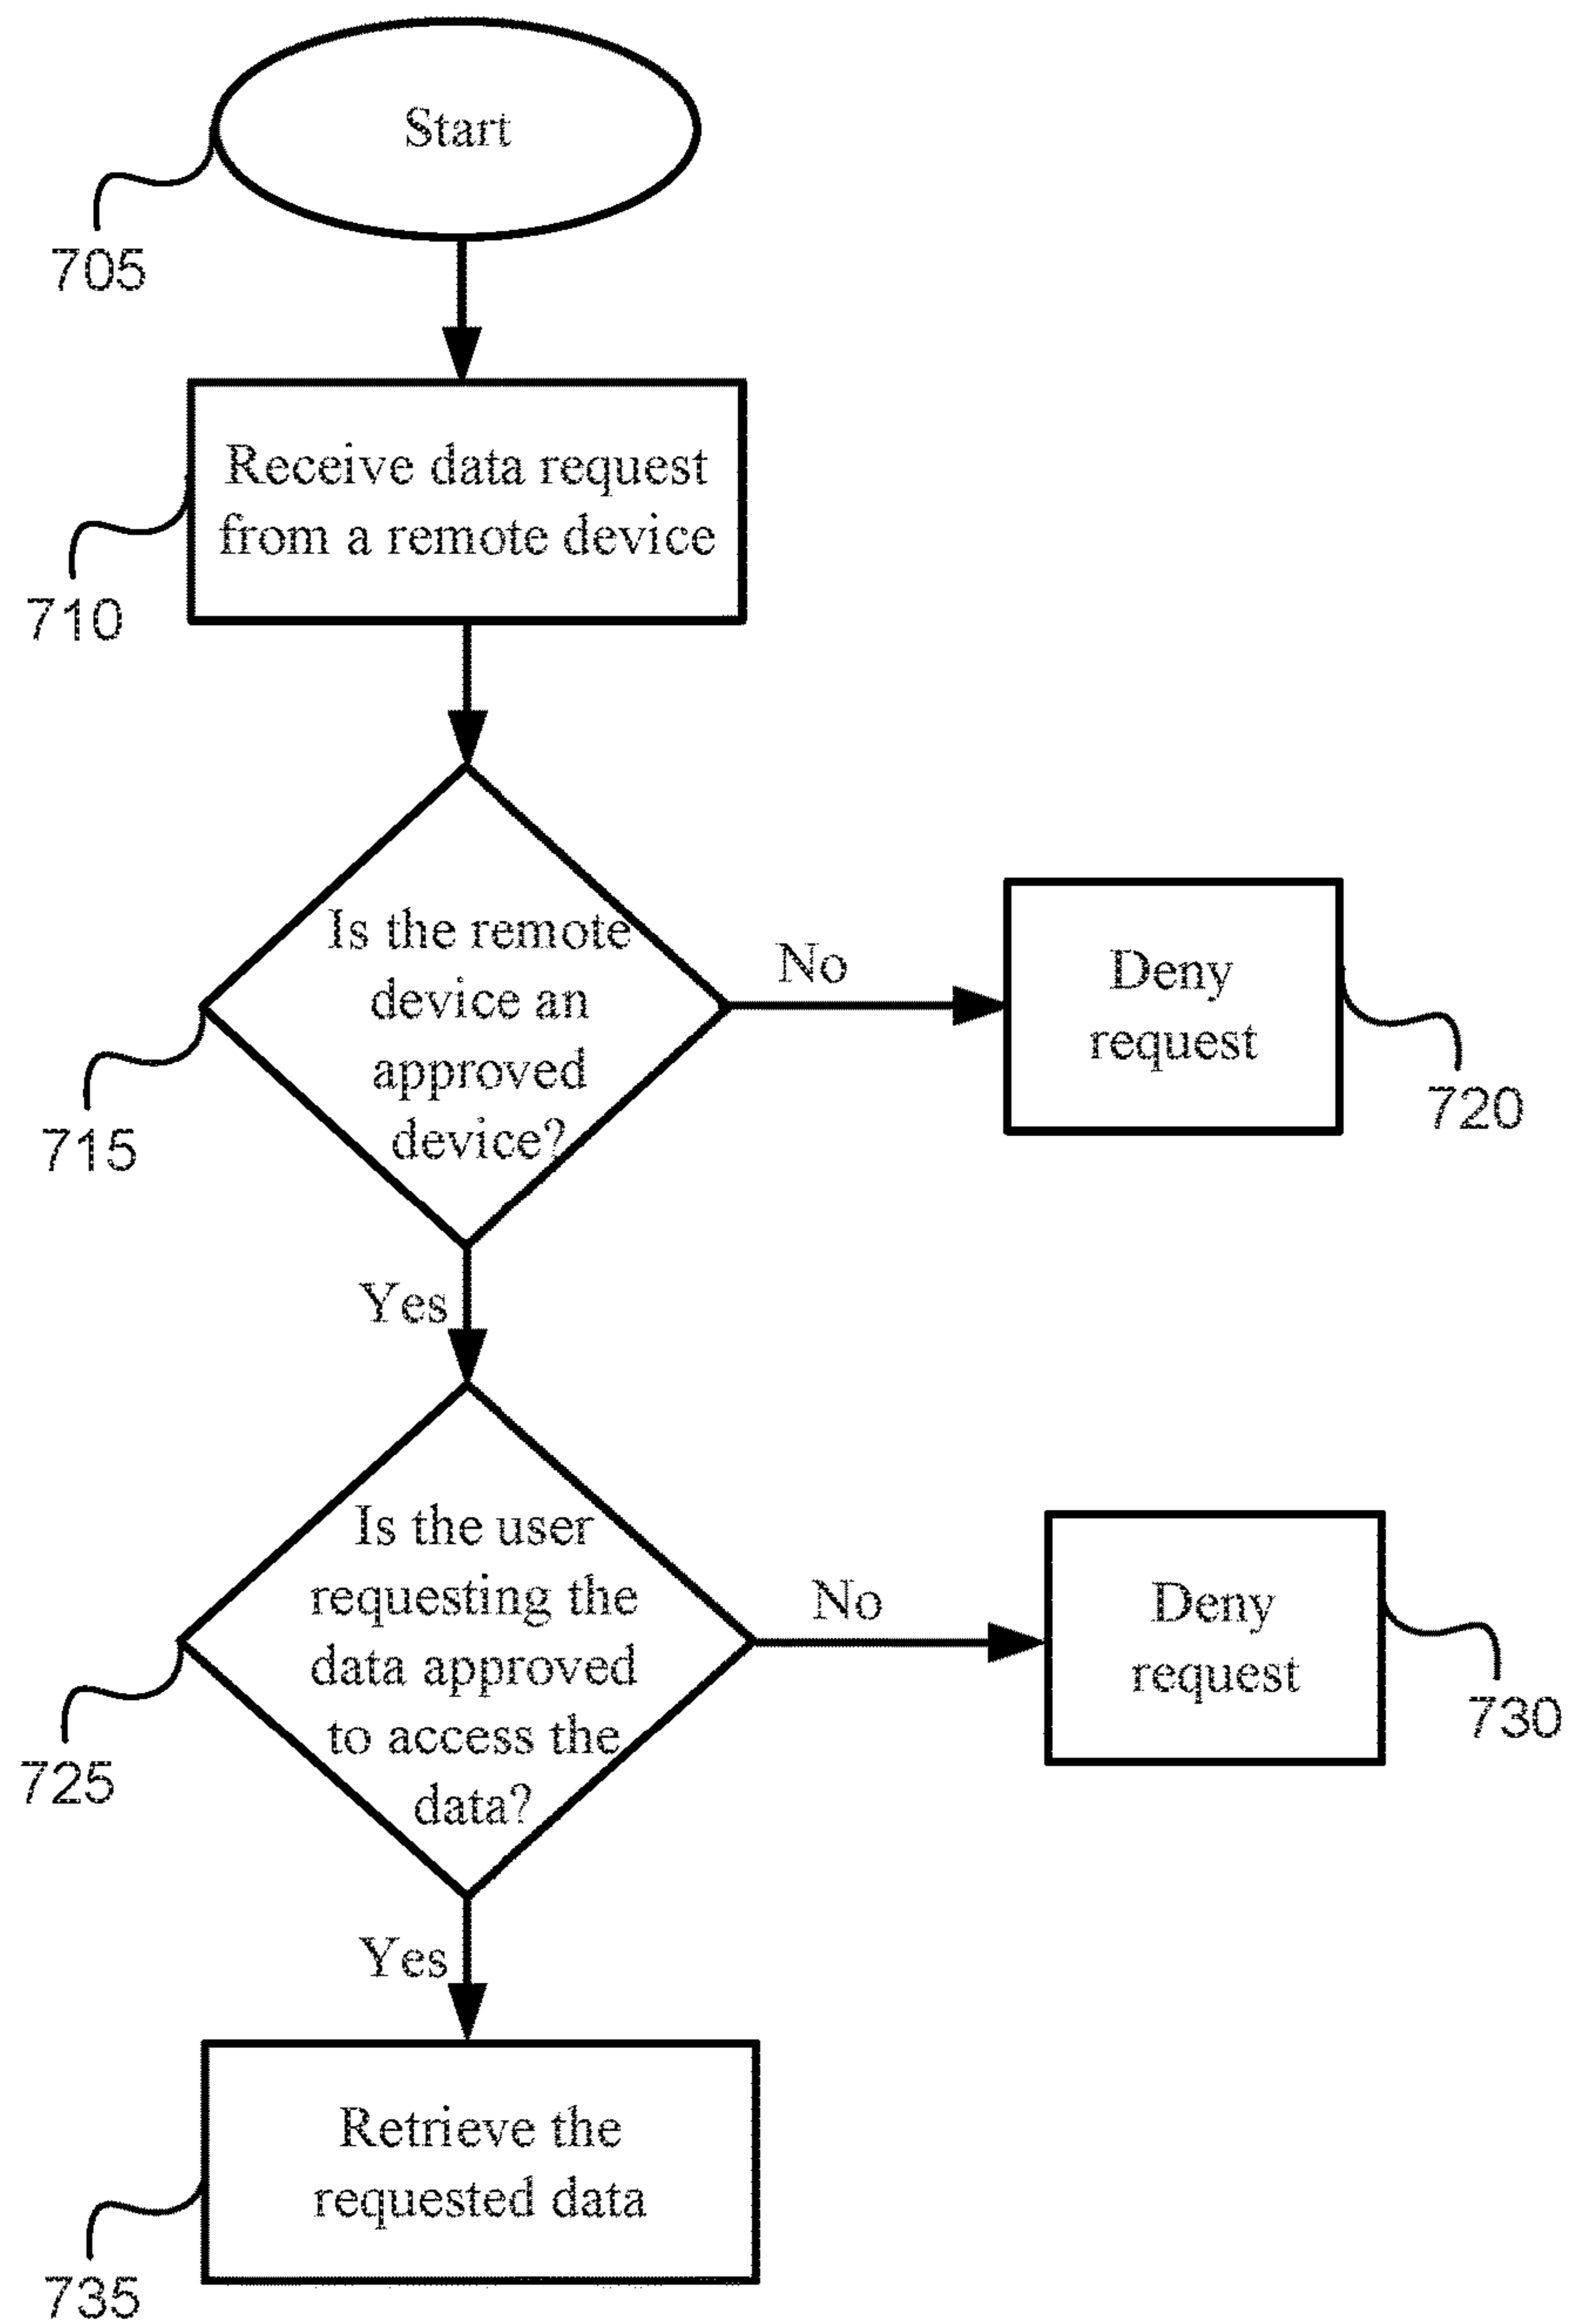 Start
705
Receive data request
from a remote device
710
Is the remote
device an
approved
device?
715
No
Deny
request
720
Yes
Is the user
requesting the
data approved
to access the
data?
725
No
Deny
request
730
Yes
Retrieve the
requested data
735